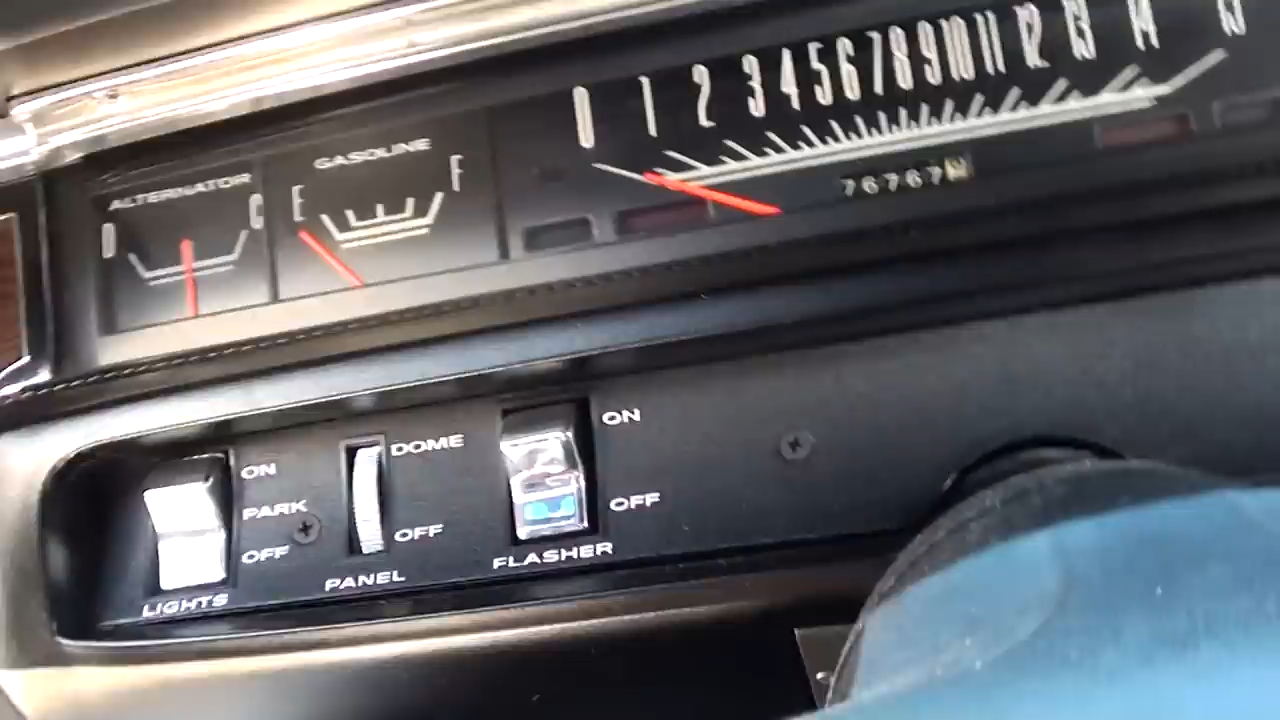 ALTERNATOR
D C
GASOLINE
E F
0 1 2 3 4 5 6 7 8 9 10 11 12 13 14 15
76767
ON
PARK
OFF
LIGHTS
DOME
OFF
PANEL
ON
OFF
FLASHER